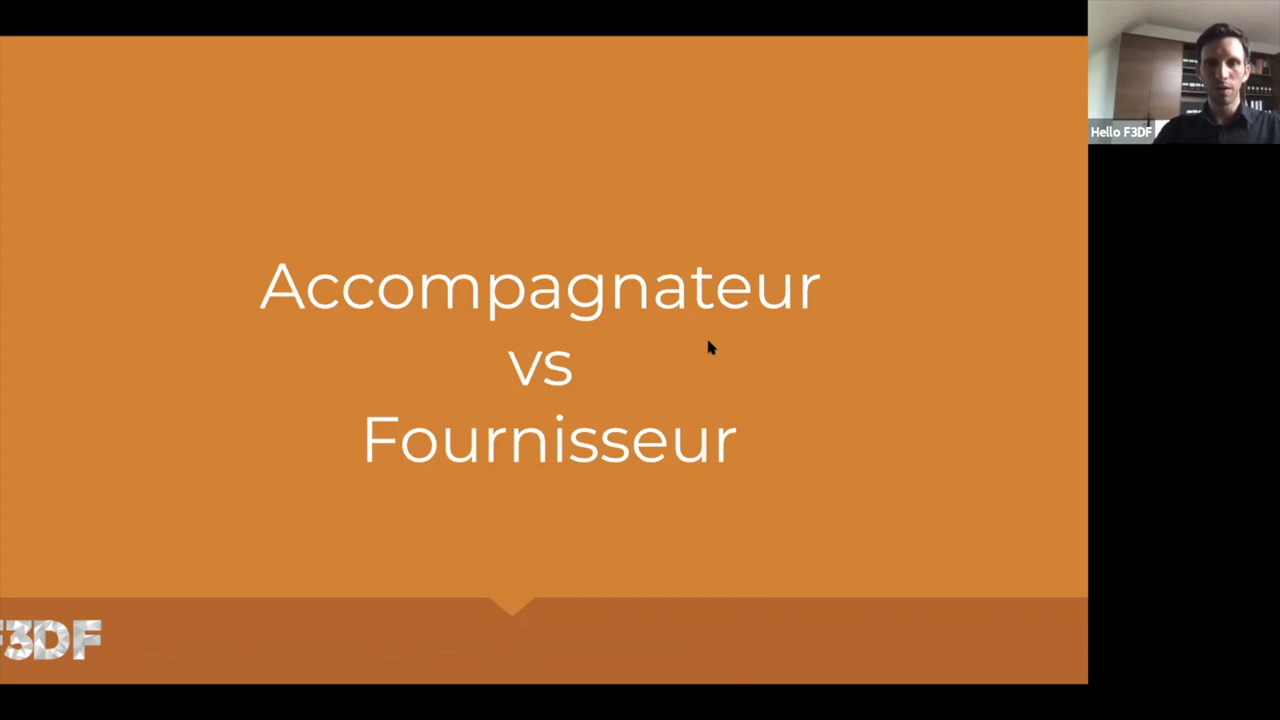 Accompagnateur
vs
Fournisseur
F3DF
Hello F3DF